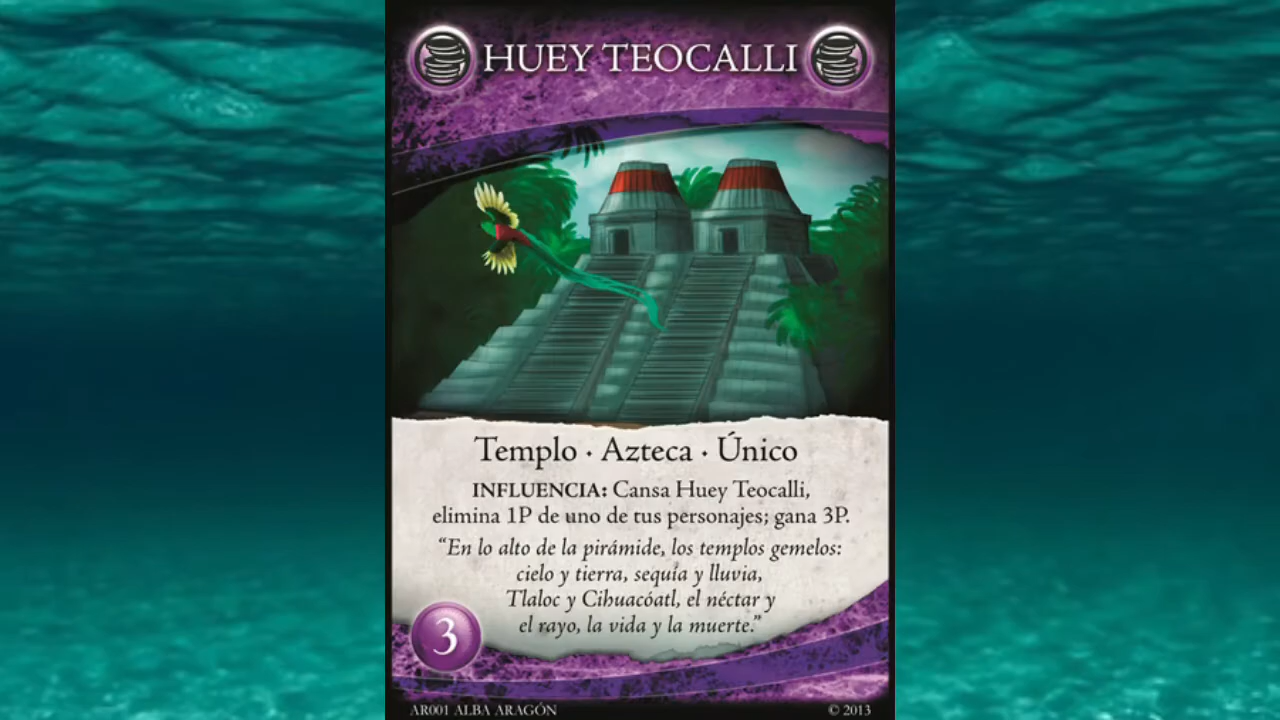 HUEY TEOCALLI
Templo · Azteca · Único
INFLUENCIA: Cansa Huey Teocalli,
elimina 1P de uno de tus personajes; gana 3P.
“En lo alto de la pirámide, los templos gemelos:
cielo y tierra, sequía y lluvia,
Tlaloc y Cihuacóatl, el néctar y
el rayo, la vida y la muerte.”
3
AR001 ALBA ARAGÓN
© 2013